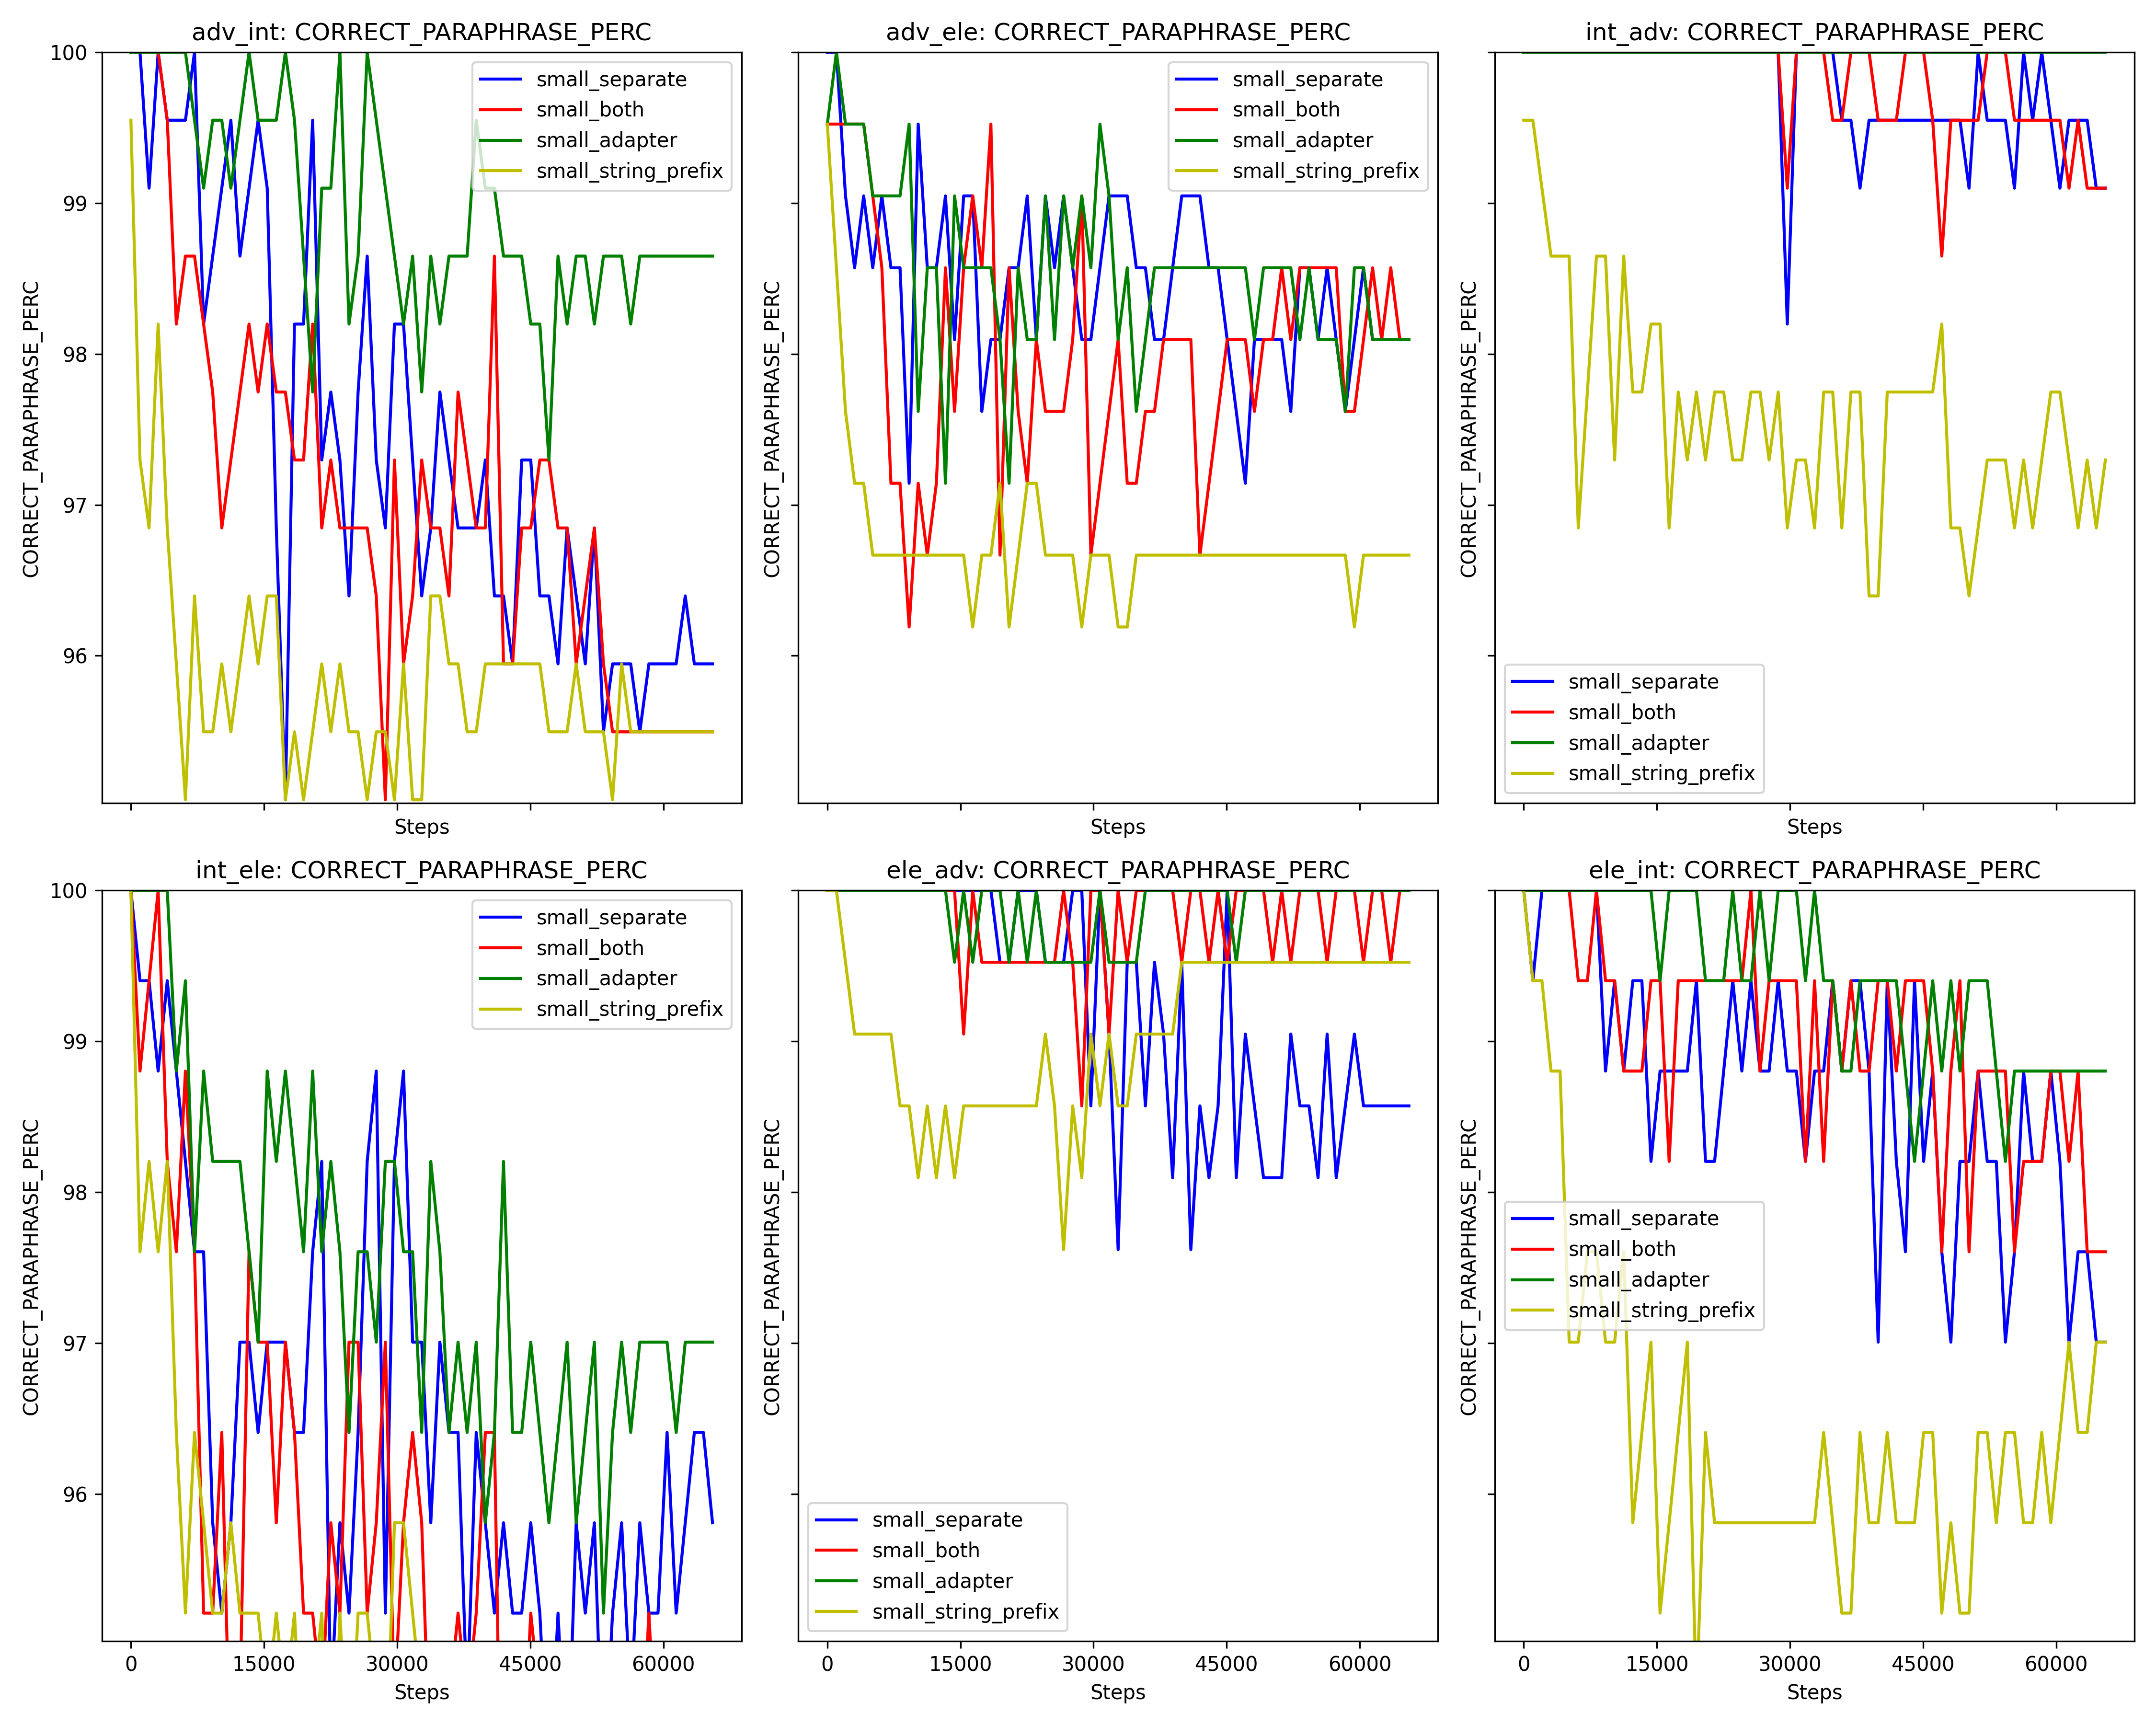 adv_int: CORRECT_PARAPHRASE_PERC
CORRECT_PARAPHRASE_PERC
100
99
98
97
96
small_separate
small_both
small_adapter
small_string_prefix
Steps
adv_ele: CORRECT_PARAPHRASE_PERC
CORRECT_PARAPHRASE_PERC
small_separate
small_both
small_adapter
small_string_prefix
Steps
int_adv: CORRECT_PARAPHRASE_PERC
CORRECT_PARAPHRASE_PERC
small_separate
small_both
small_adapter
small_string_prefix
Steps
int_ele: CORRECT_PARAPHRASE_PERC
CORRECT_PARAPHRASE_PERC
100
99
98
97
96
small_separate
small_both
small_adapter
small_string_prefix
0 15000 30000 45000 60000
Steps
ele_adv: CORRECT_PARAPHRASE_PERC
CORRECT_PARAPHRASE_PERC
small_separate
small_both
small_adapter
small_string_prefix
0 15000 30000 45000 60000
Steps
ele_int: CORRECT_PARAPHRASE_PERC
CORRECT_PARAPHRASE_PERC
small_separate
small_both
small_adapter
small_string_prefix
0 15000 30000 45000 60000
Steps